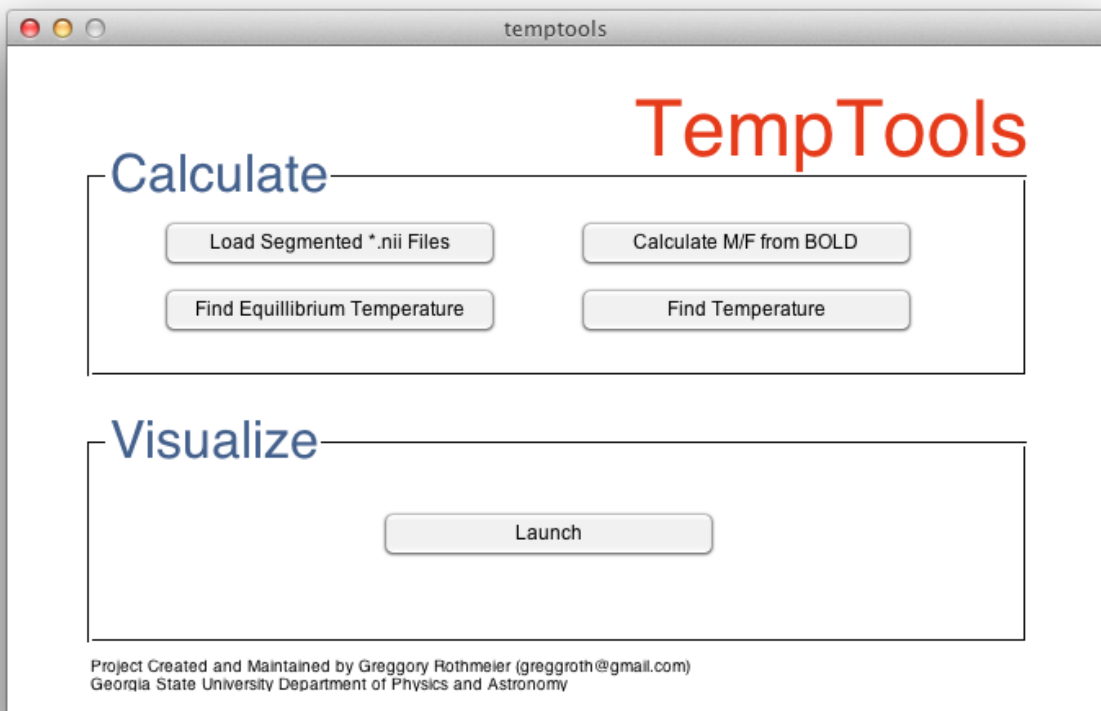 temptools
TempTools
Calculate
Load Segmented *.nii Files
Calculate M/F from BOLD
Find Equillibrium Temperature
Find Temperature
Visualize
Launch
Project Created and Maintained by Greggory Rothmeier (greggroth@gmail.com)
Georgia State University Department of Physics and Astronomy